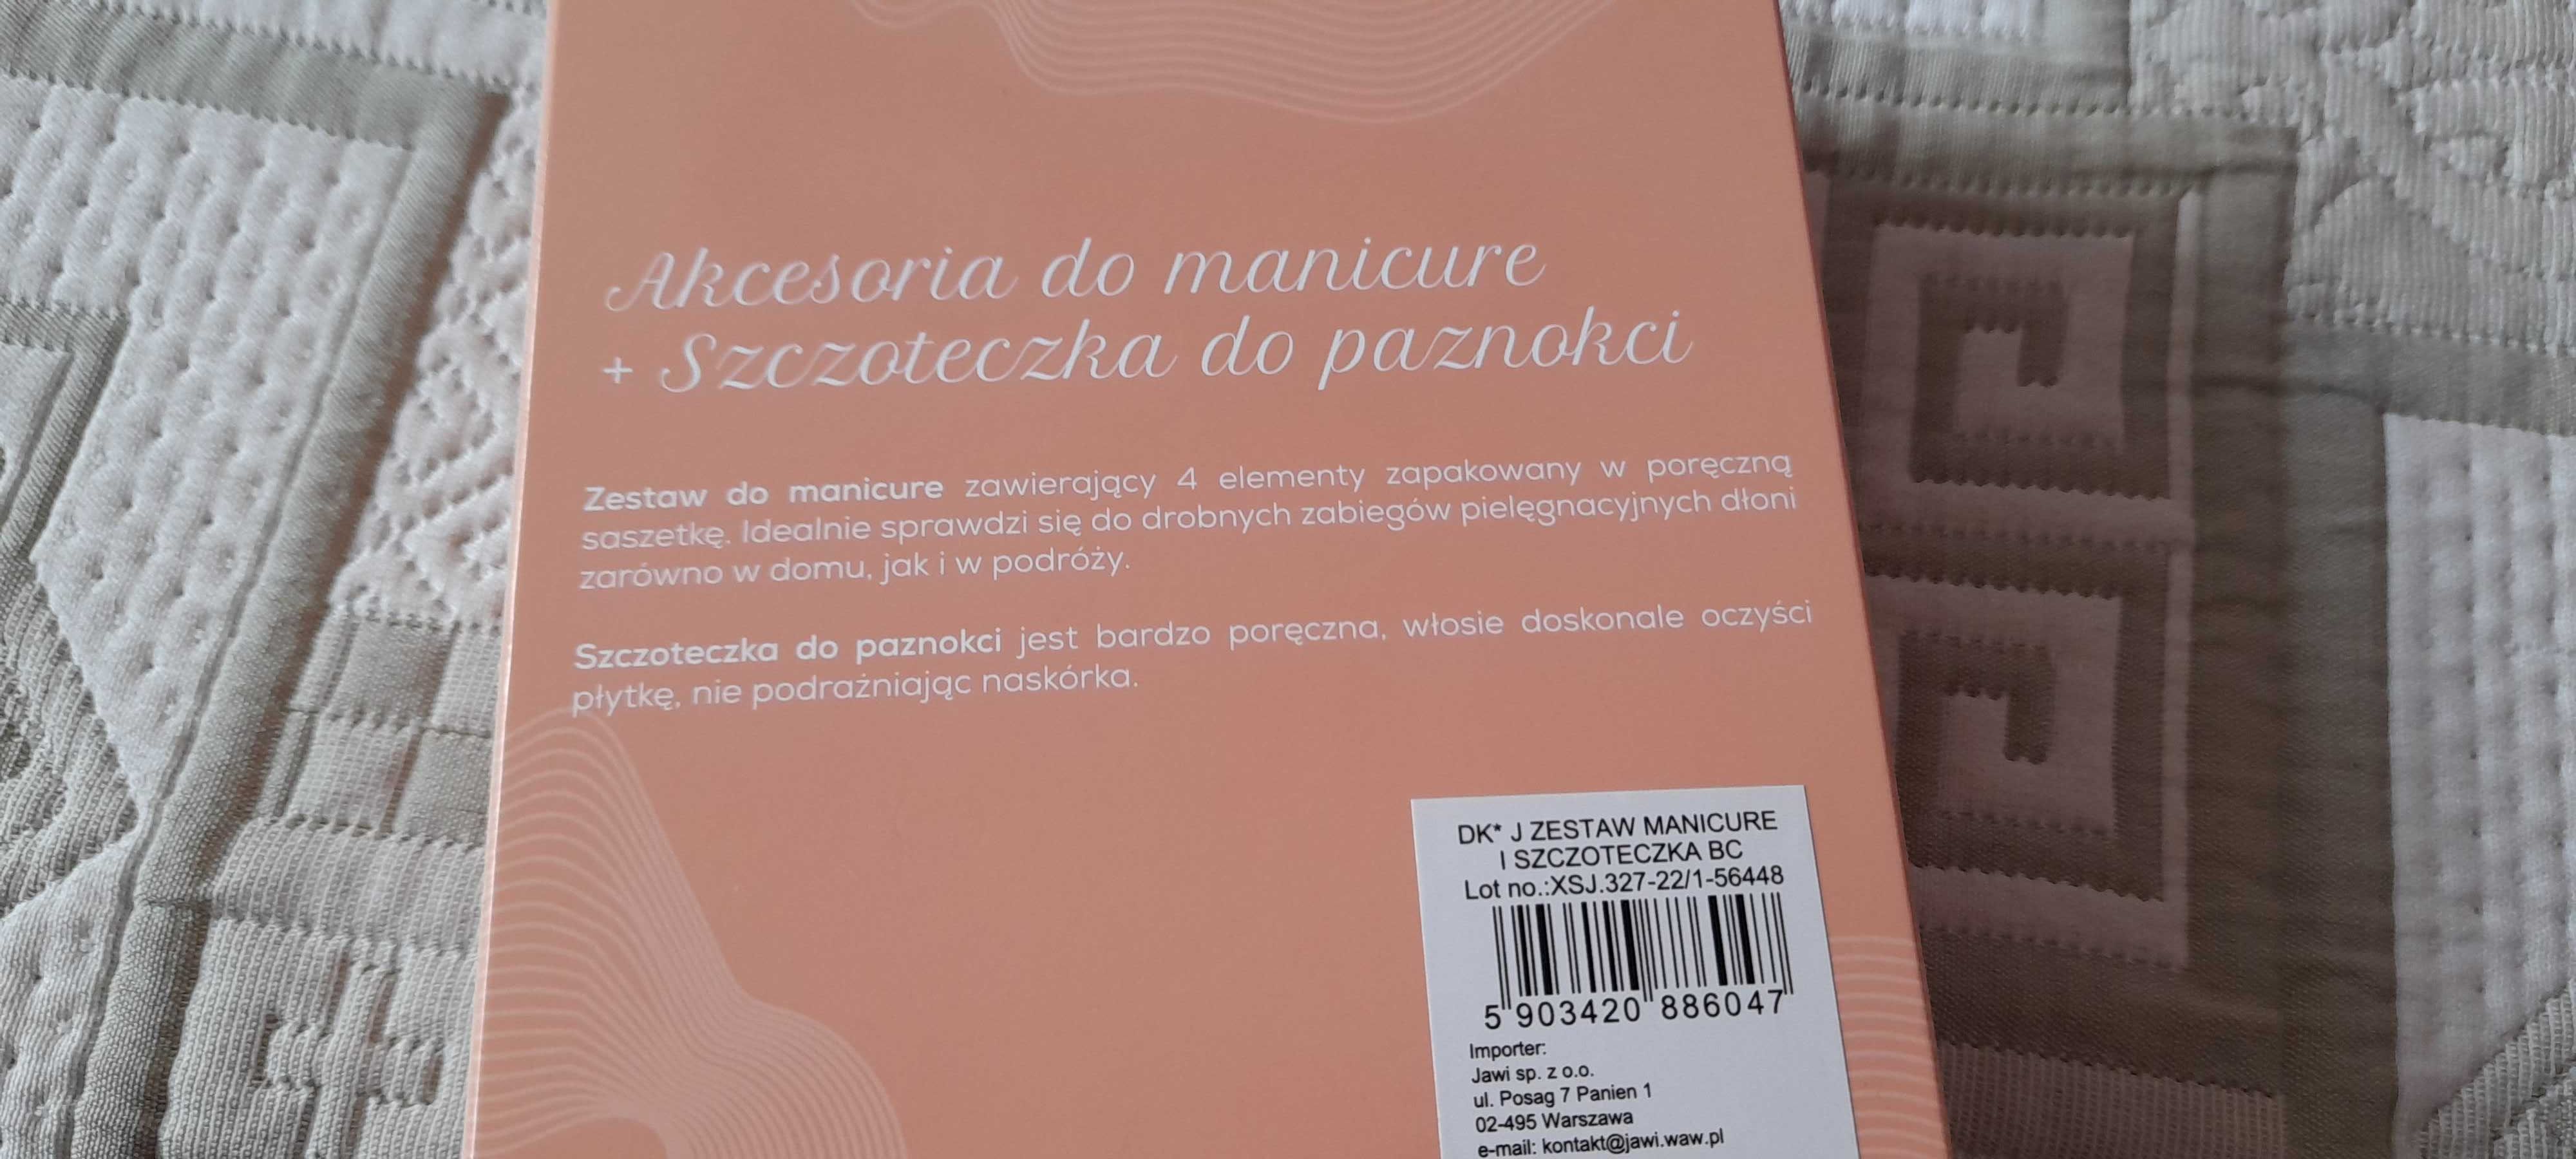 Akcesoria do manicure
+ Szczoteczka do paznokci
Zestaw do manicure zawierający 4 elementy zapakowany w poręczną
saszetkę. Idealnie sprawdzi się do drobnych zabiegów pielęgnacyjnych dłoni
zarówno w domu, jak i w podróży.
Szczoteczka do paznokci jest bardzo poręczna, włosie doskonale oczyści
płytkę, nie podrażniając naskórka.
DK* J ZESTAW MANICURE
I SZCZOTECZKA BC
Lot no.:XSJ.327-22/1-56448
5 903420 886047
Importer:
Jawi sp. z o.o.
ul. Posag 7 Panien 1
02-495 Warszawa
e-mail: kontakt@jawi.waw.pl